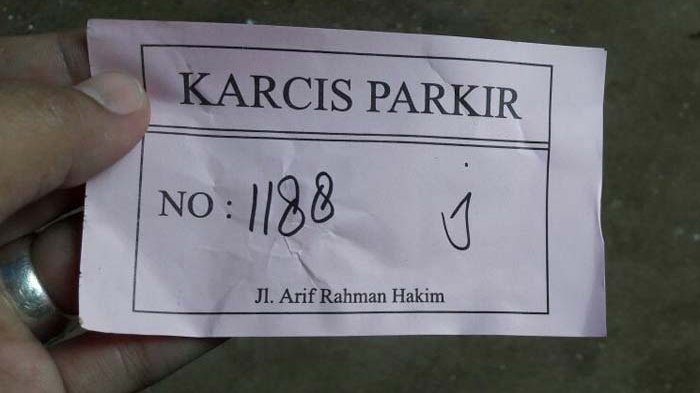 KARCIS PARKIR
NO : 1188 j
Jl. Arif Rahman Hakim